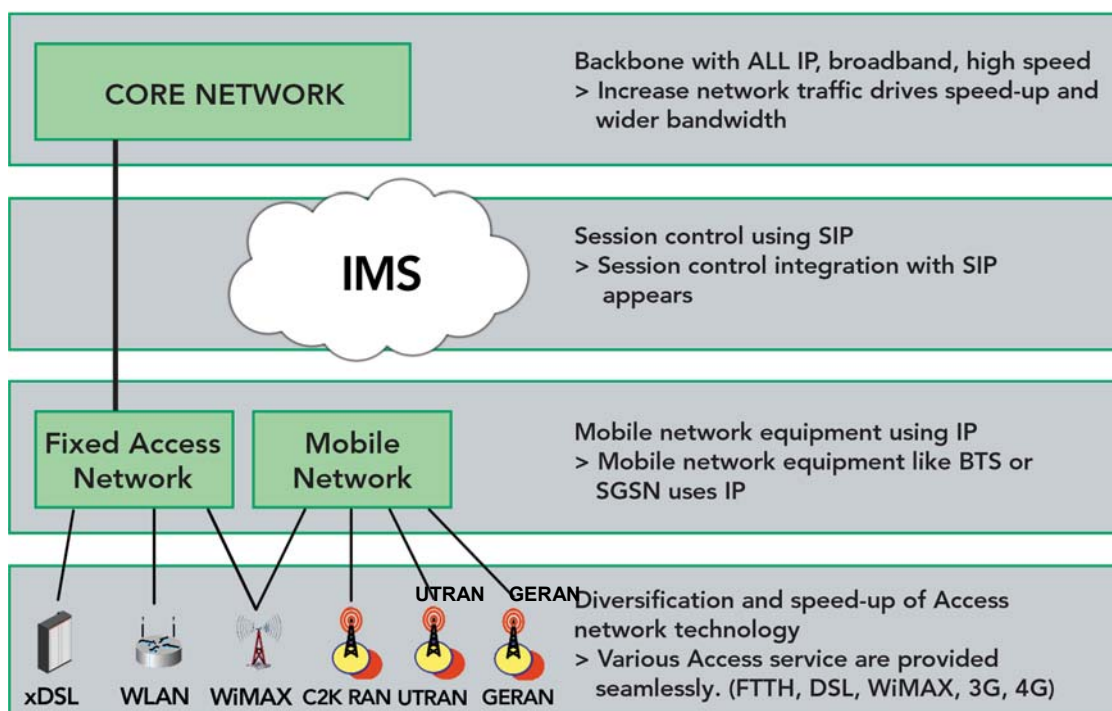 CORE NETWORK
Backbone with ALL IP, broadband, high speed
> Increase network traffic drives speed-up and
wider bandwidth
IMS
Session control using SIP
> Session control integration with SIP
appears
Fixed Access
Network
Mobile
Network
Mobile network equipment using IP
> Mobile network equipment like BTS or
SGSN uses IP
UTRAN
GERAN
Diversification and speed-up of Access
network technology
> Various Access service are provided
seamlessly. (FTTH, DSL, WiMAX, 3G, 4G)
xDSL
WLAN
WiMAX
C2K RAN
UTRAN
GERAN